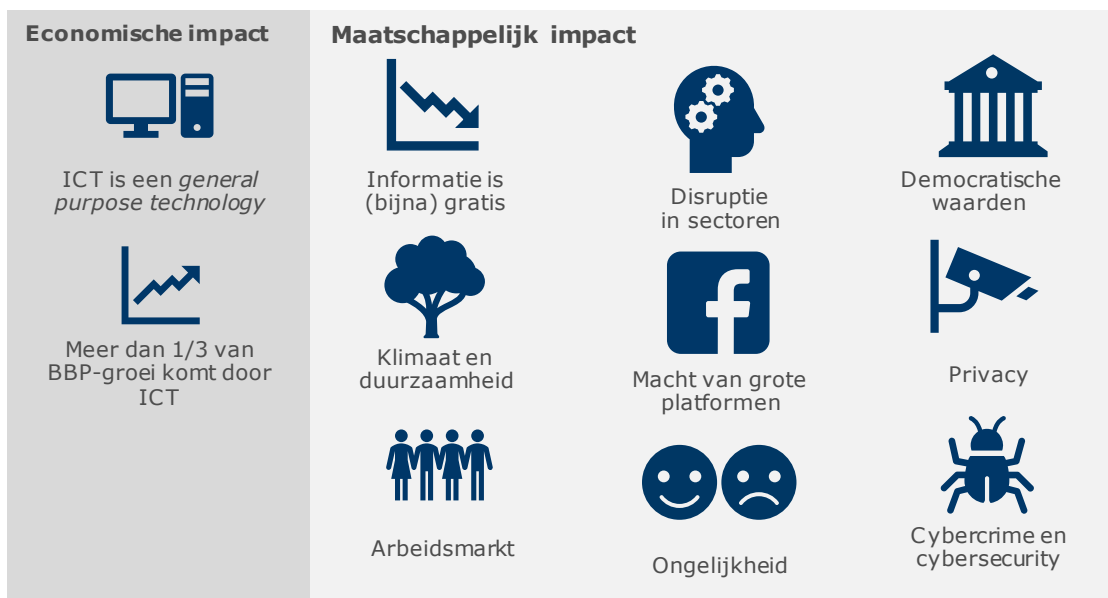 Economische impact
ICT is een general
purpose technology
Meer dan 1/3 van
BBP-groei komt door
ICT
Maatschappelijk impact
Informatie is
(bijna) gratis
Disruptie
in sectoren
Democratische
waarden
Klimaat en
duurzaamheid
Macht van grote
platformen
Privacy
Arbeidsmarkt
Ongelijkheid
Cybercrime en
cybersecurity